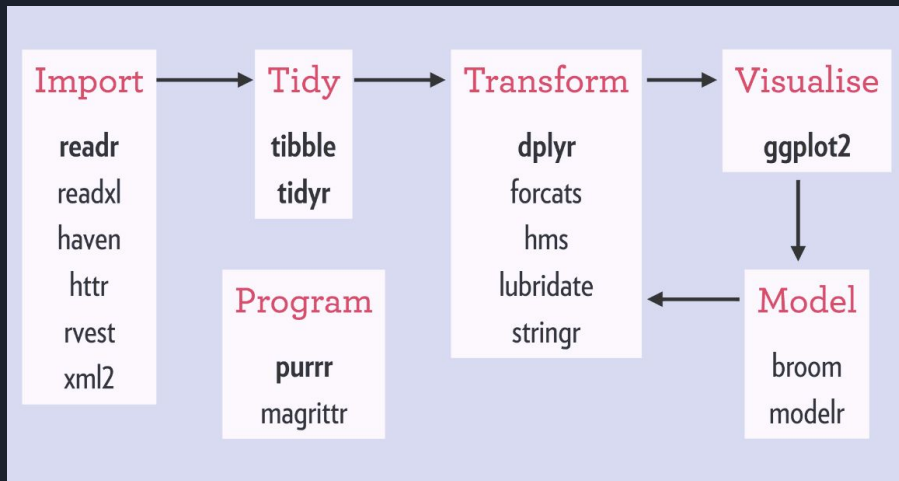 Import
readr
readxl
haven
httr
rvest
xml2
Tidy
tibble
tidyr
Program
purrr
magrittr
Transform
dplyr
forcats
hms
lubridate
stringr
Visualise
ggplot2
Model
broom
modelr